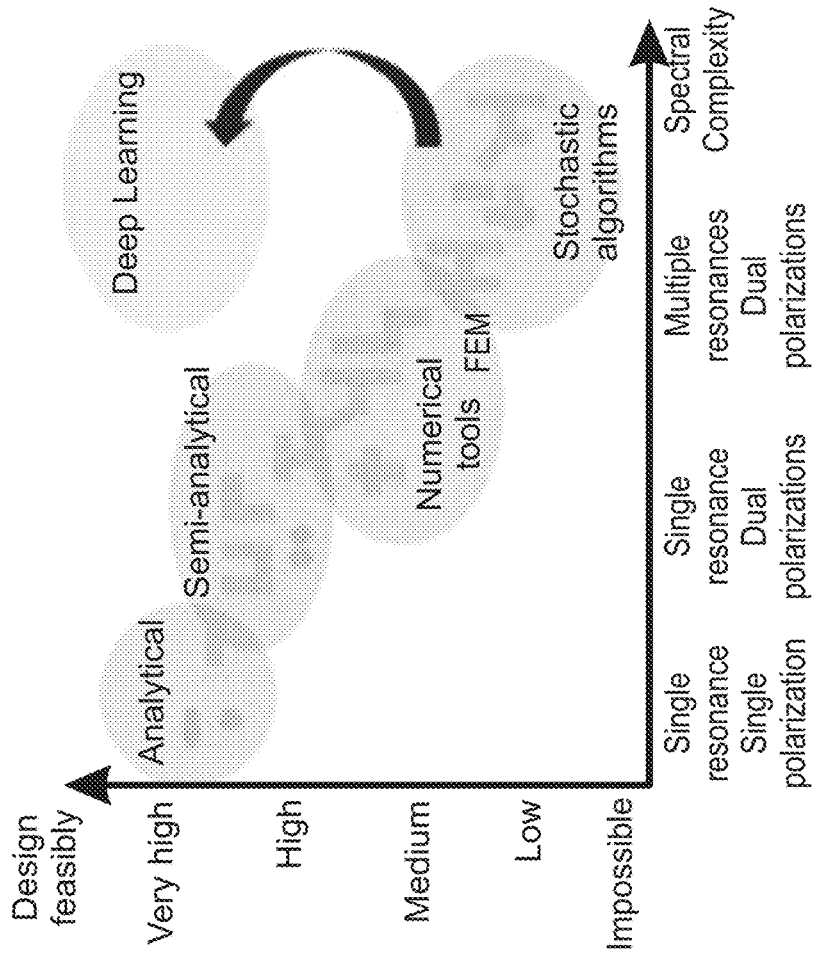 Design
feasibly
Very high
High
Medium
Low
Impossible
Analytical
Semi-analytical
Numerical
tools
FEM
Deep Learning
Stochastic
algorithms
Single
resonance
Single
polarization
Single
resonance
Dual
polarizations
Multiple
resonances
Dual
polarizations
Spectral
Complexity